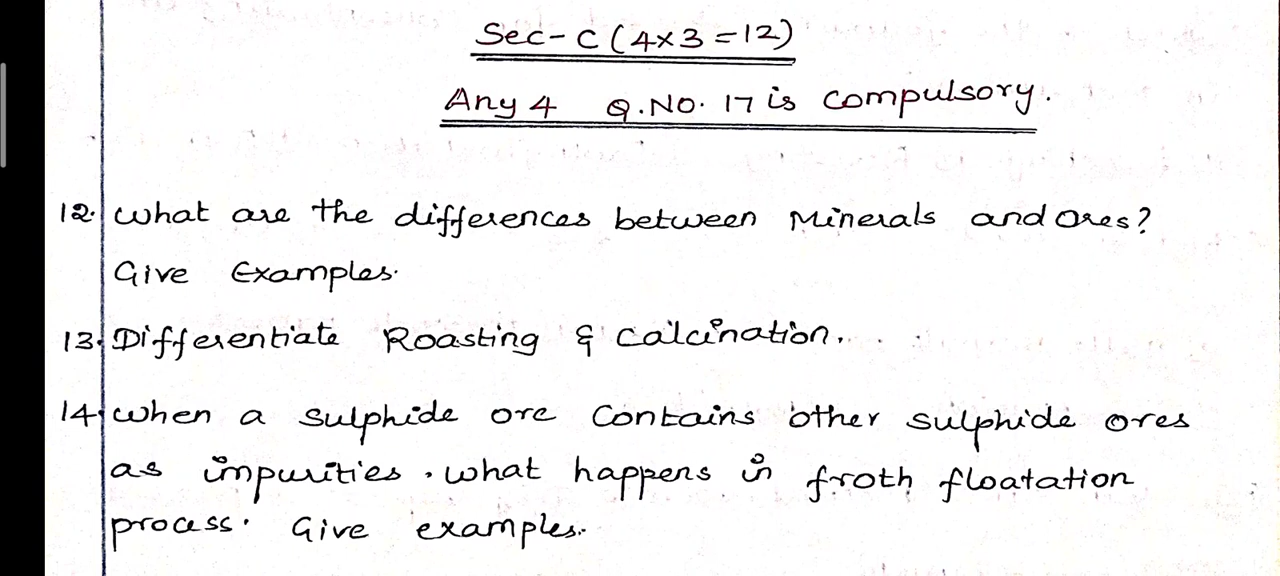 Sec-C (4x3=12)
Any 4 Q.NO. 17 is compulsory.
12. What are the differences between Minerals and Ores?
Give Examples.
13. Differentiate Roasting & Calcination.
14. When a sulphide ore contains other sulphide ores
as impurities. What happens in froth floatation
process. Give examples.